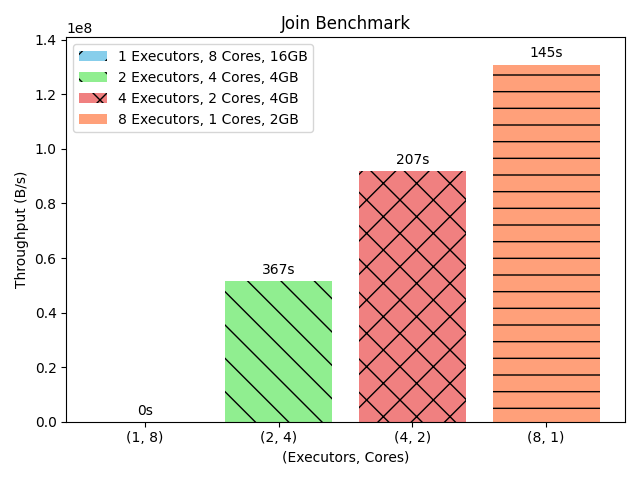 Join Benchmark
1e8
1 Executors, 8 Cores, 16GB
2 Executors, 4 Cores, 4GB
4 Executors, 2 Cores, 4GB
8 Executors, 1 Cores, 2GB
145s
207s
367s
0s
1.4
1.2
1.0
0.8
0.6
0.4
0.2
0.0
Throughput (B/s)
(1, 8)
(2, 4)
(4, 2)
(8, 1)
(Executors, Cores)